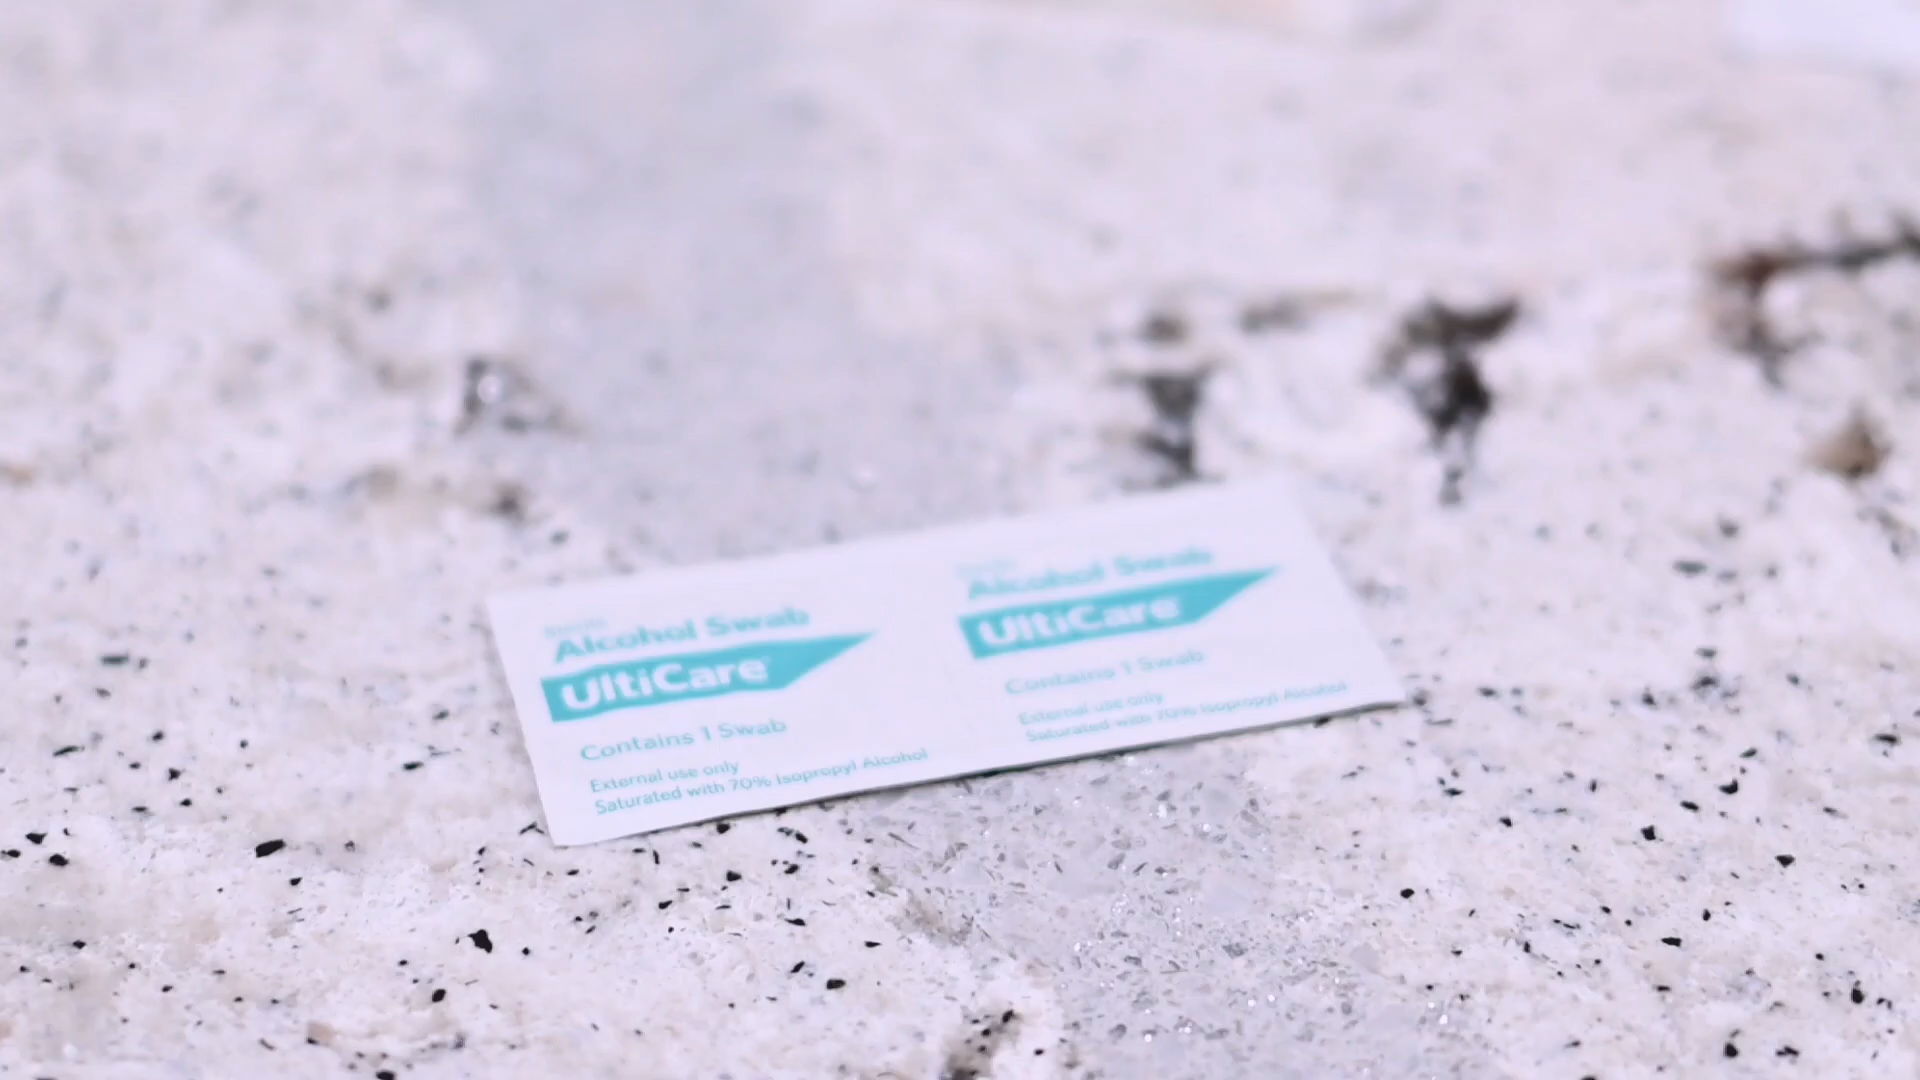 Alcohol Swab
UltiCare
Contains 1 Swab
External use only
Saturated with 70% Isopropyl Alcohol
Alcohol Swab
UltiCare
Contains 1 Swab
External use only
Saturated with 70% Isopropyl Alcohol